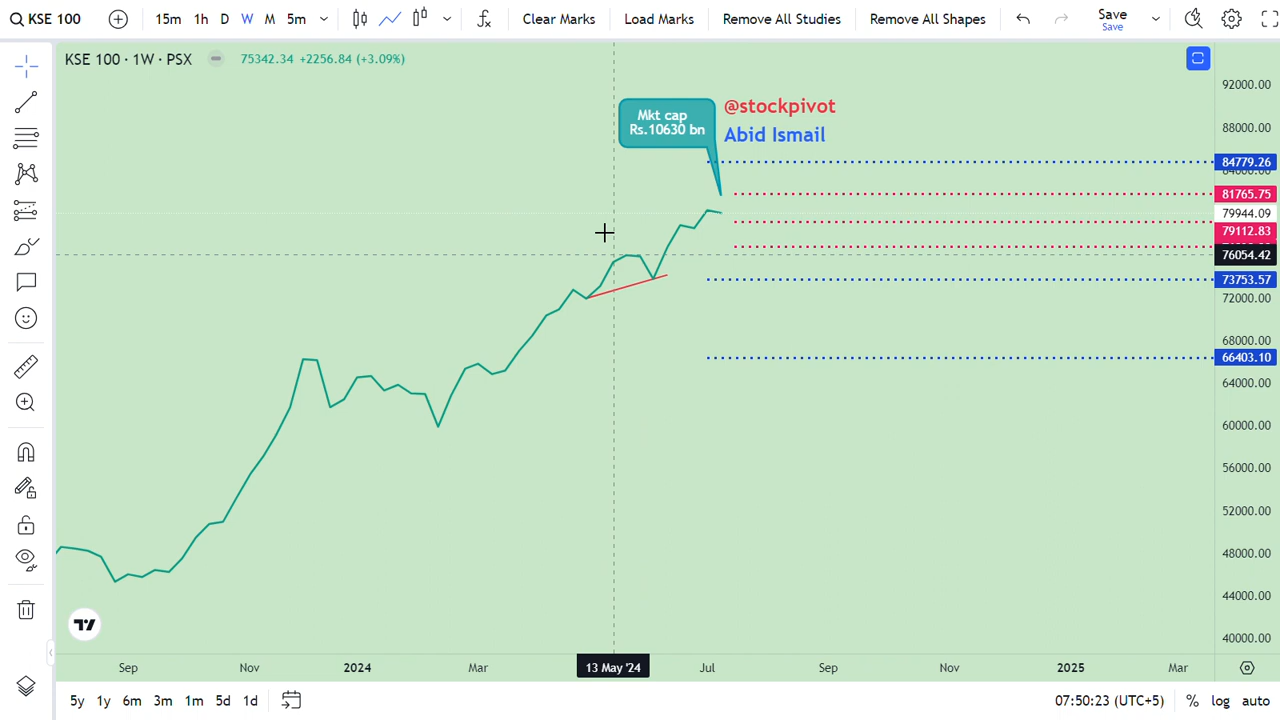 KSE 100
15m 1h D W M 5m
Clear Marks
Load Marks
Remove All Studies
Remove All Shapes
Save
Save
KSE 100 · 1W · PSX
75342.34 +2256.84 (+3.09%)
Mkt cap
Rs.10630 bn
@stockpivot
Abid Ismail
92000.00
88000.00
84779.26
84000.00
81765.75
79944.09
79112.83
76054.42
73753.57
72000.00
68000.00
66403.10
64000.00
60000.00
56000.00
52000.00
48000.00
44000.00
40000.00
Sep Nov 2024 Mar 13 May '24 Jul Sep Nov 2025 Mar
5y 1y 6m 3m 1m 5d 1d
07:50:23 (UTC+5) % log auto